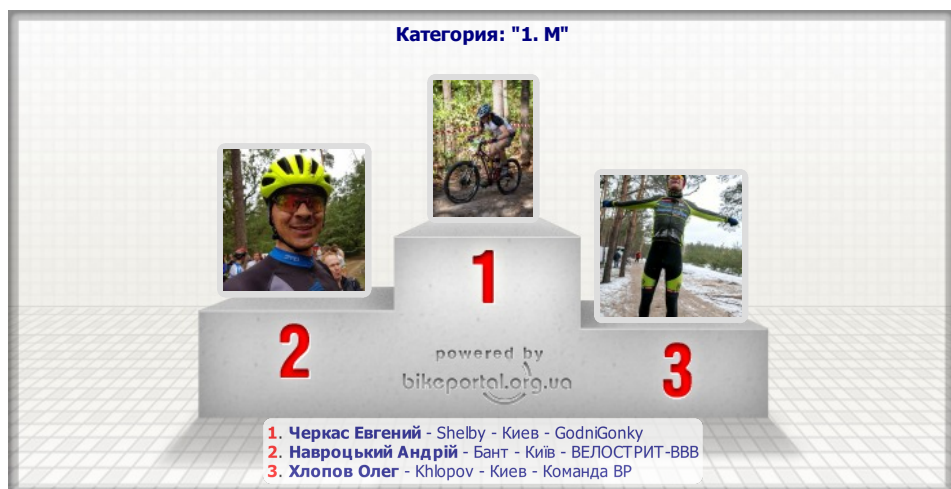 Категория: "1. М"
1
2
3
powered by
bikeportal.org.ua
1. Черкас Евгений - Shelby - Киев - GodniGonky
2. Навроцький Андрій - Бант - Київ - ВЕЛОСТРИТ-ВВВ
3. Хлопов Олег - Khlopov - Киев - Команда ВР